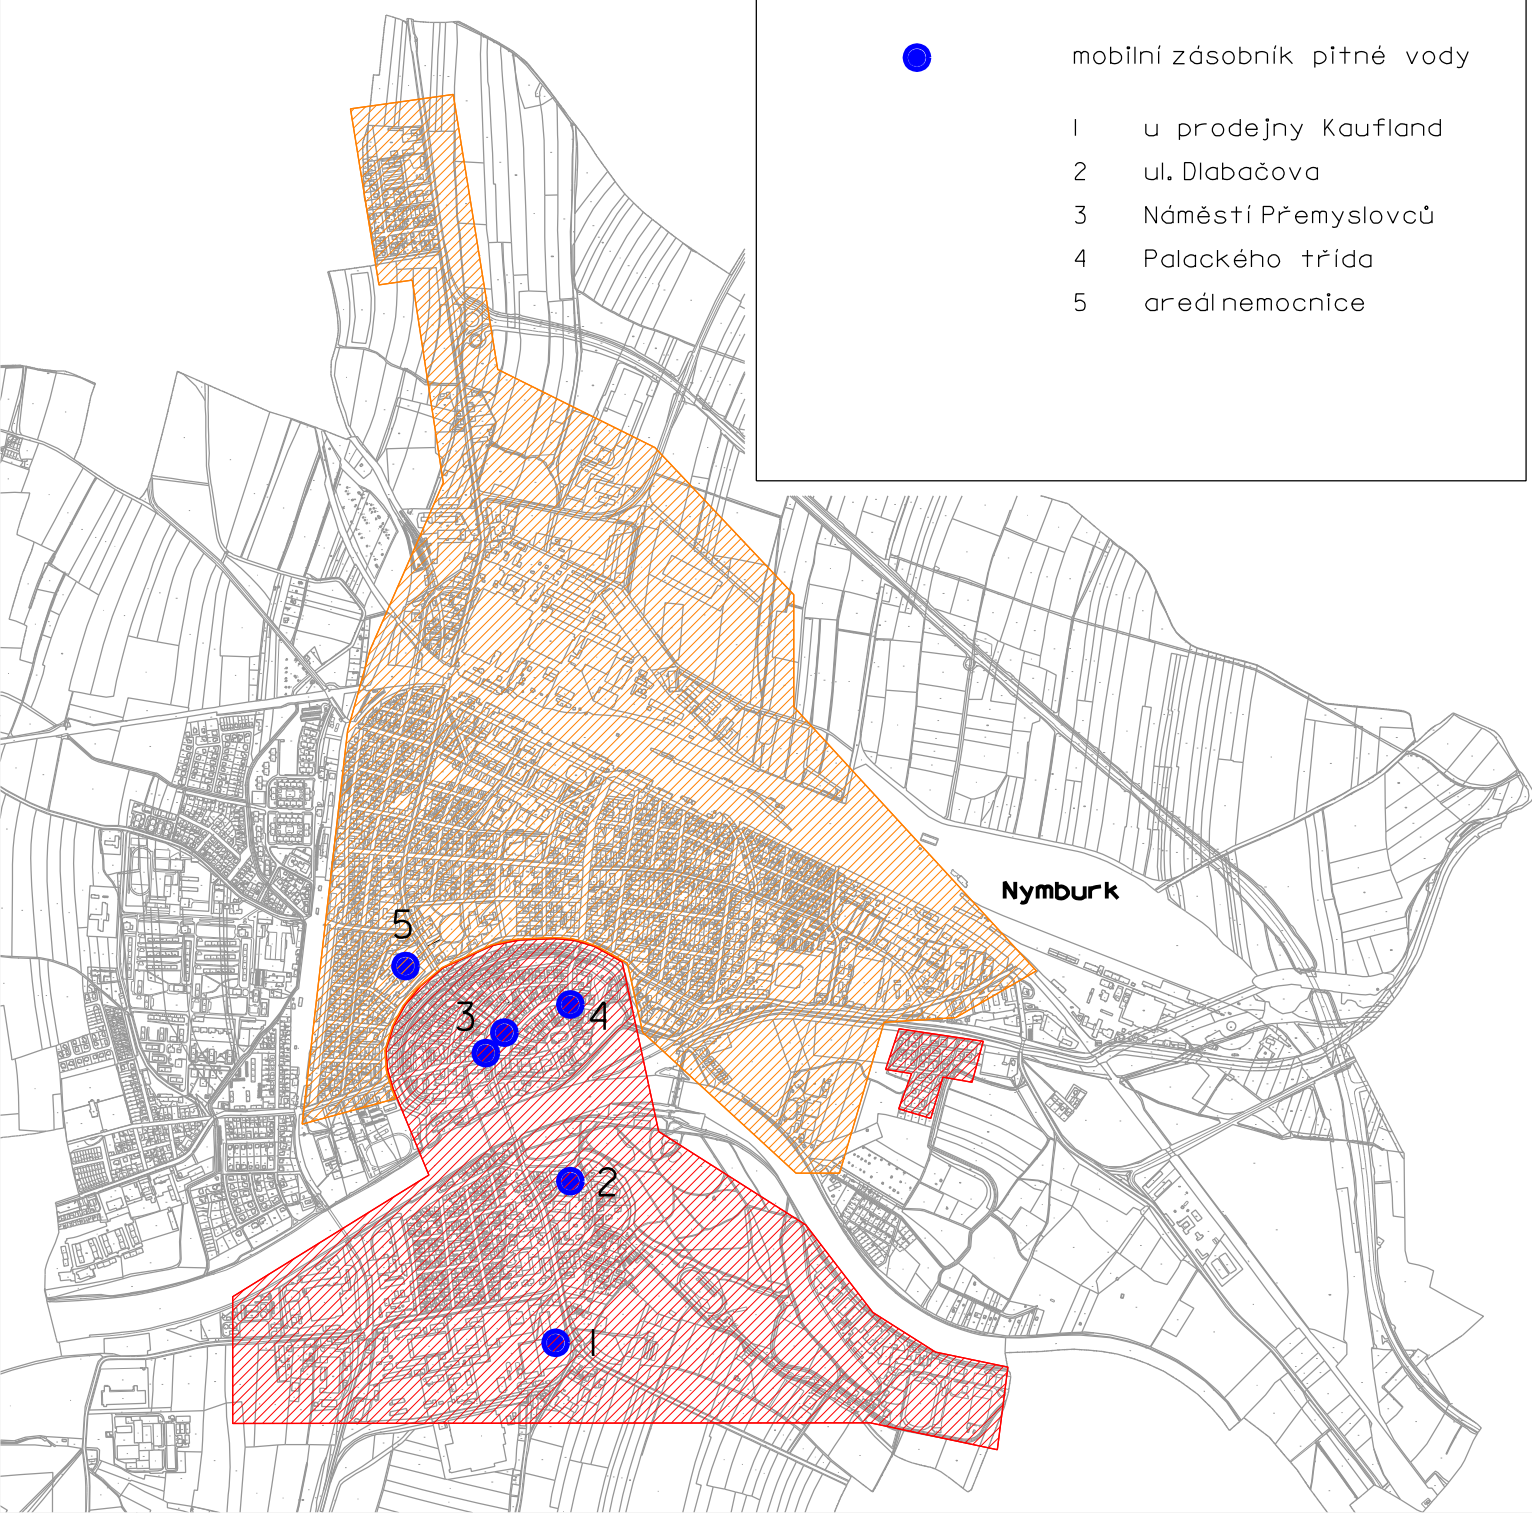 mobilní zásobník pitné vody
1 u prodejny Kaufland
2 ul. Dlabačova
3 Náměstí Přemyslovců
4 Palackého třída
5 areál nemocnice
Nymburk
5
3
4
2
1